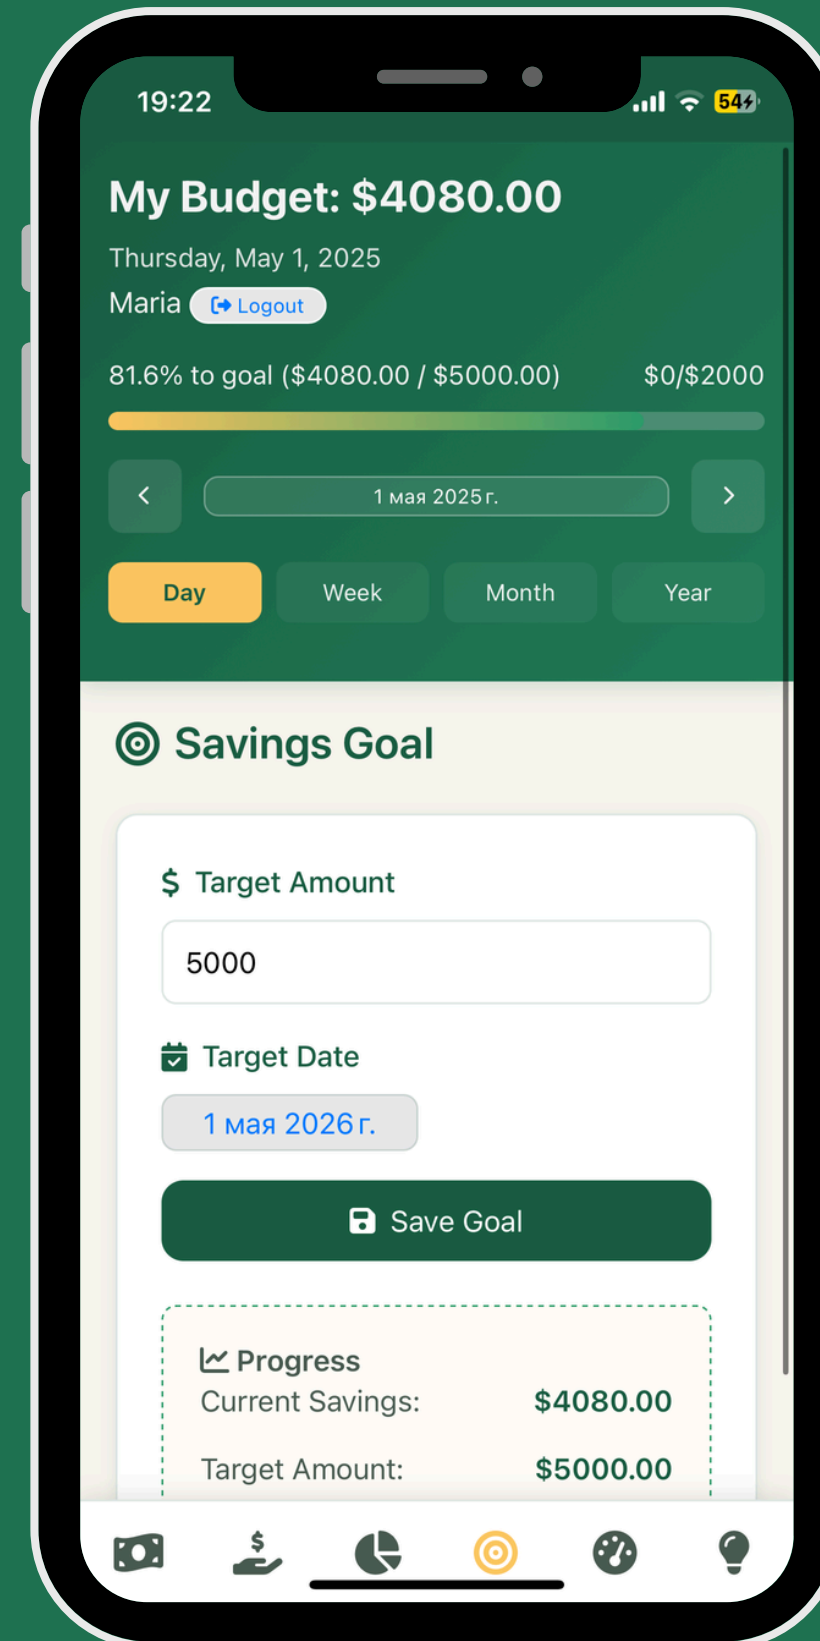 19:22
54
My Budget: $4080.00
Thursday, May 1, 2025
Maria Logout
81.6% to goal ($4080.00 / $5000.00) $0/$2000
1 мая 2025 г.
Day Week Month Year
Savings Goal
$ Target Amount
5000
Target Date
1 мая 2026 г.
Save Goal
Progress
Current Savings: $4080.00
Target Amount: $5000.00